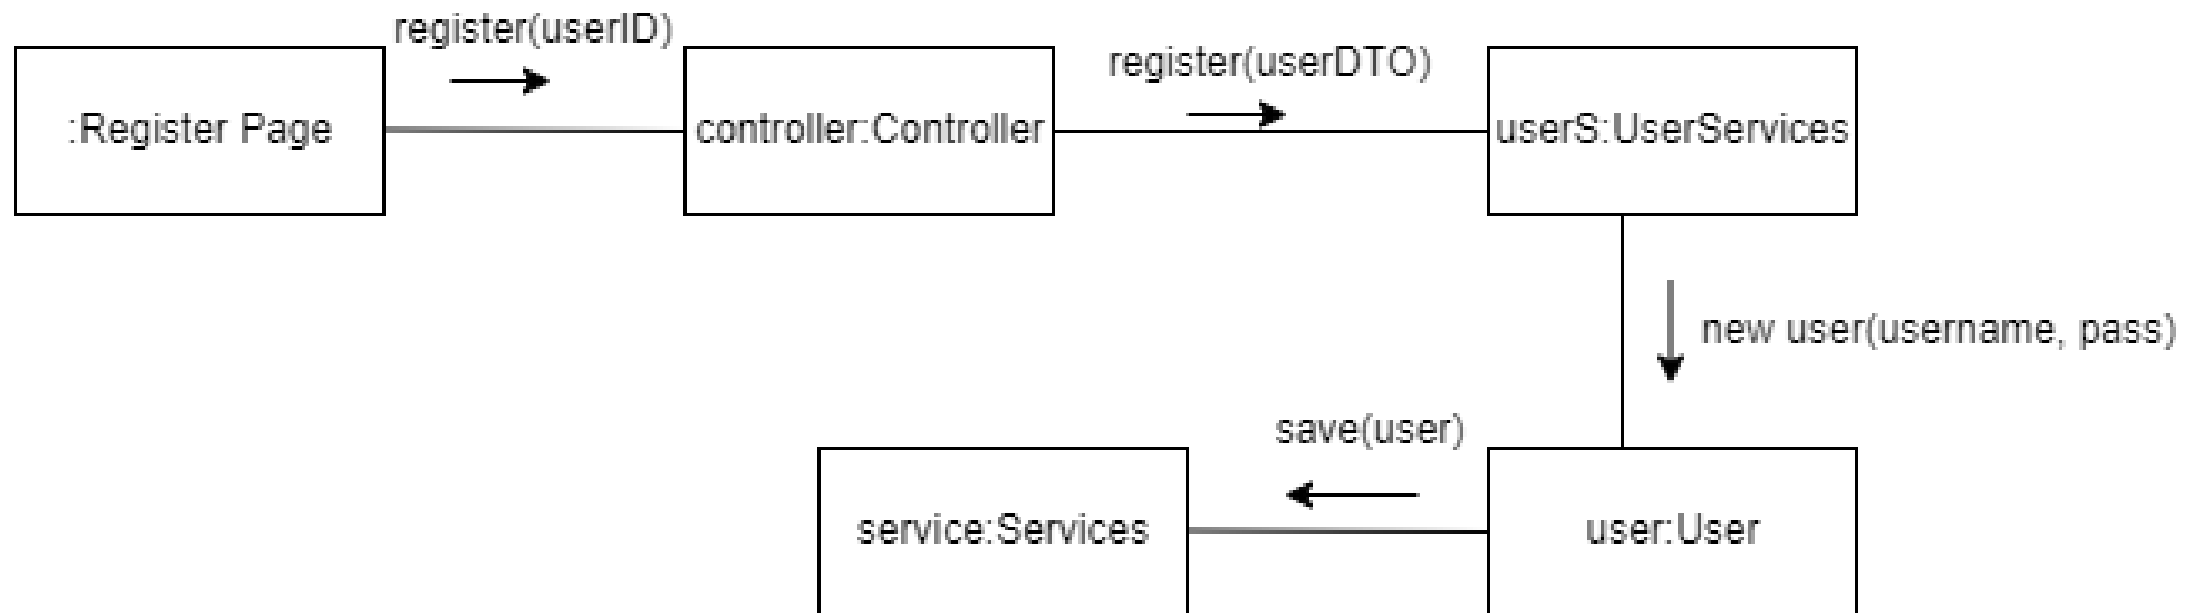 register(userID)
register(userDTO)
:Register Page
controller:Controller
userS:UserServices
new user(username, pass)
save(user)
service:Services
user:User